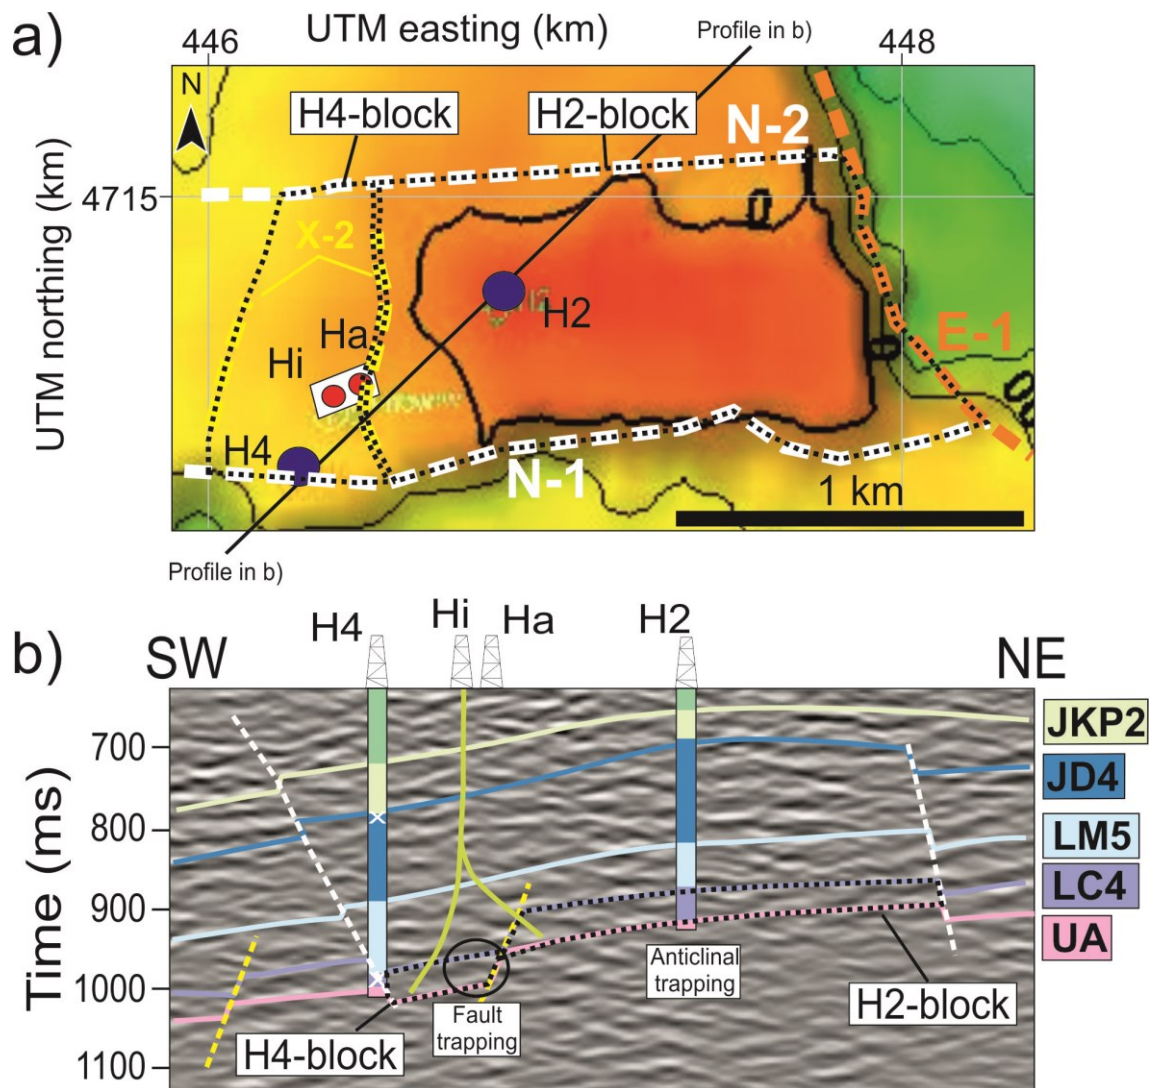 a)
UTM easting (km)
Profile in b)
446
448
N
H4-block
H2-block
N-2
UTM northing (km)
4715
0
X-2
H2
Ha
Hi
E-1
0
H4
N-1
1 km
Profile in b)
b)
SW
H4
Hi
Ha
H2
NE
Time (ms)
700
800
900
1000
1100
JKP2
JD4
LM5
LC4
UA
Anticlinal
trapping
H2-block
Fault
trapping
H4-block